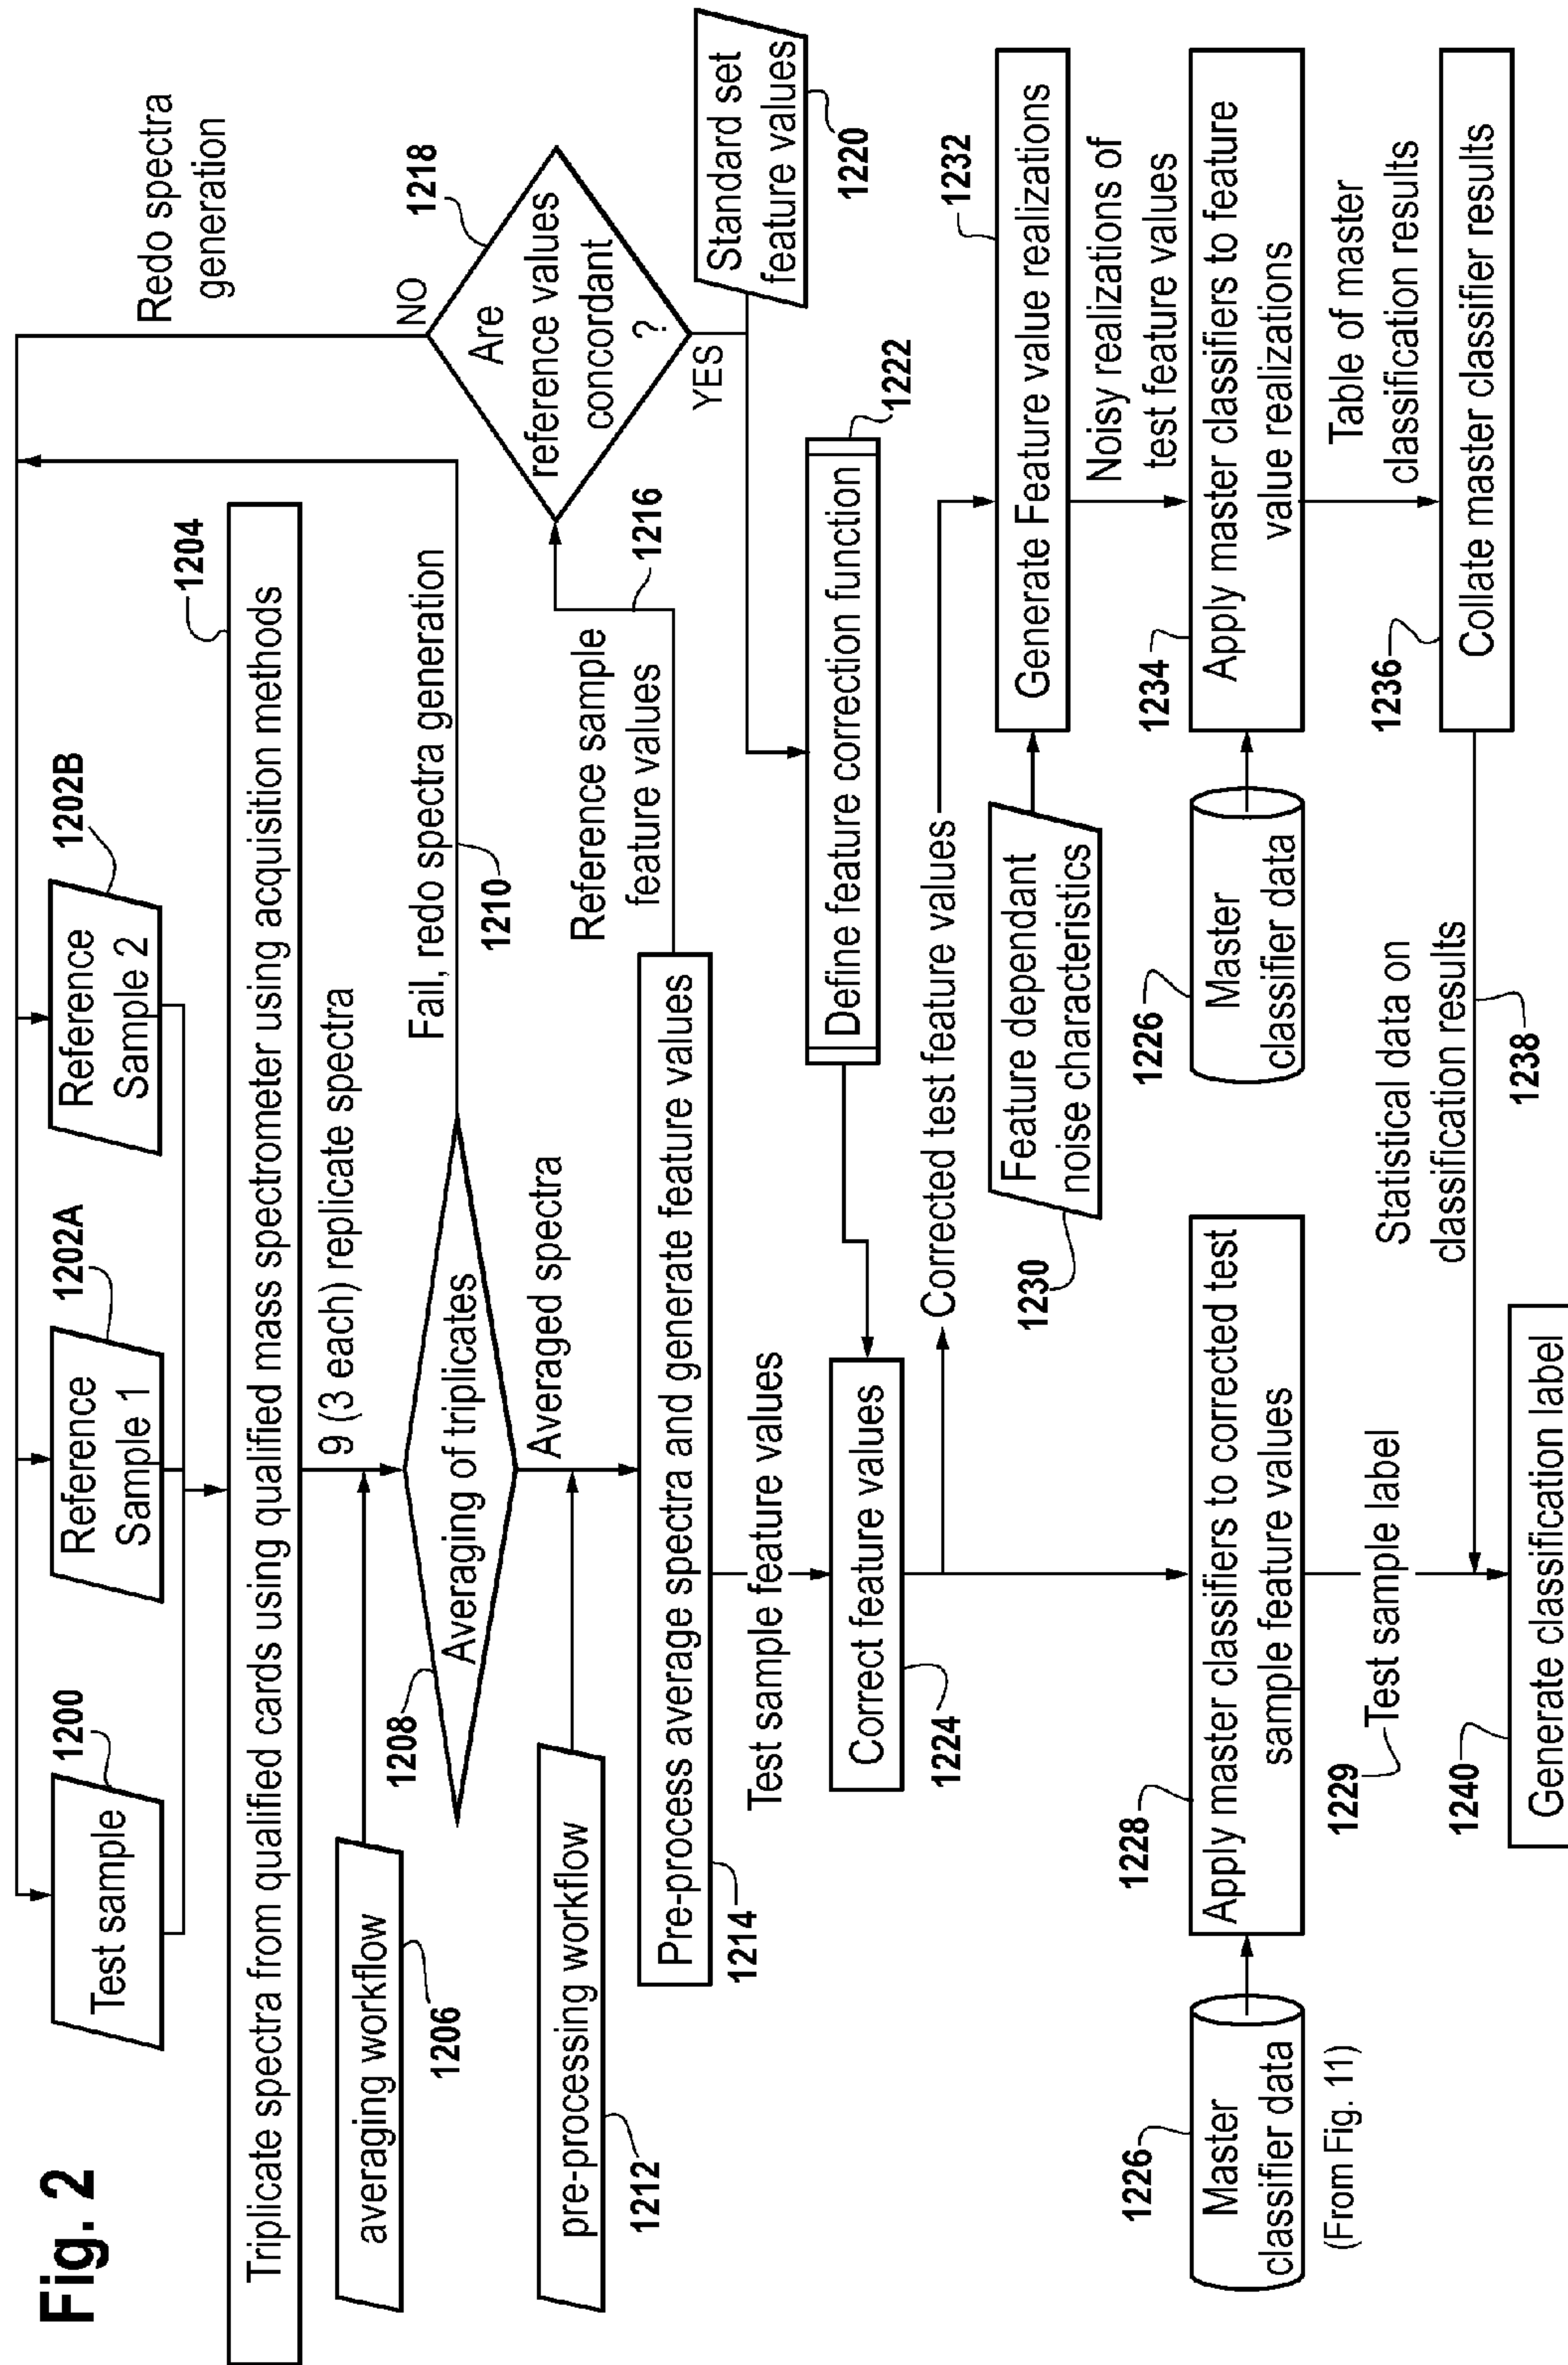 Fig. 2
Test sample
1200
Reference
Sample 1
1202A
Reference
Sample 2
1202B
Redo spectra
generation
Triplicate spectra from qualified cards using qualified mass spectrometer using acquisition methods
1204
averaging workflow
1206
9 (3 each) replicate spectra
1208
Averaging of triplicates
Fail, redo spectra generation
1210
pre-processing workflow
1212
Averaged spectra
Pre-process average spectra and generate feature values
1214
Reference sample
feature values
1216
Are
reference values
concordant
?
1218
NO
YES
Standard set
feature values
1220
Define feature correction function
1222
Test sample feature values
Correct feature values
1224
Corrected test feature values
Feature dependant
noise characteristics
1230
Generate Feature value realizations
1232
Noisy realizations of
test feature values
1226
Master
classifier data
(From Fig. 11)
1228
Apply master classifiers to corrected test
sample feature values
1226
Master
classifier data
1234
Apply master classifiers to feature
value realizations
Table of master
classification results
1229
Test sample label
Statistical data on
classification results
1238
1236
Collate master classifier results
1240
Generate classification label